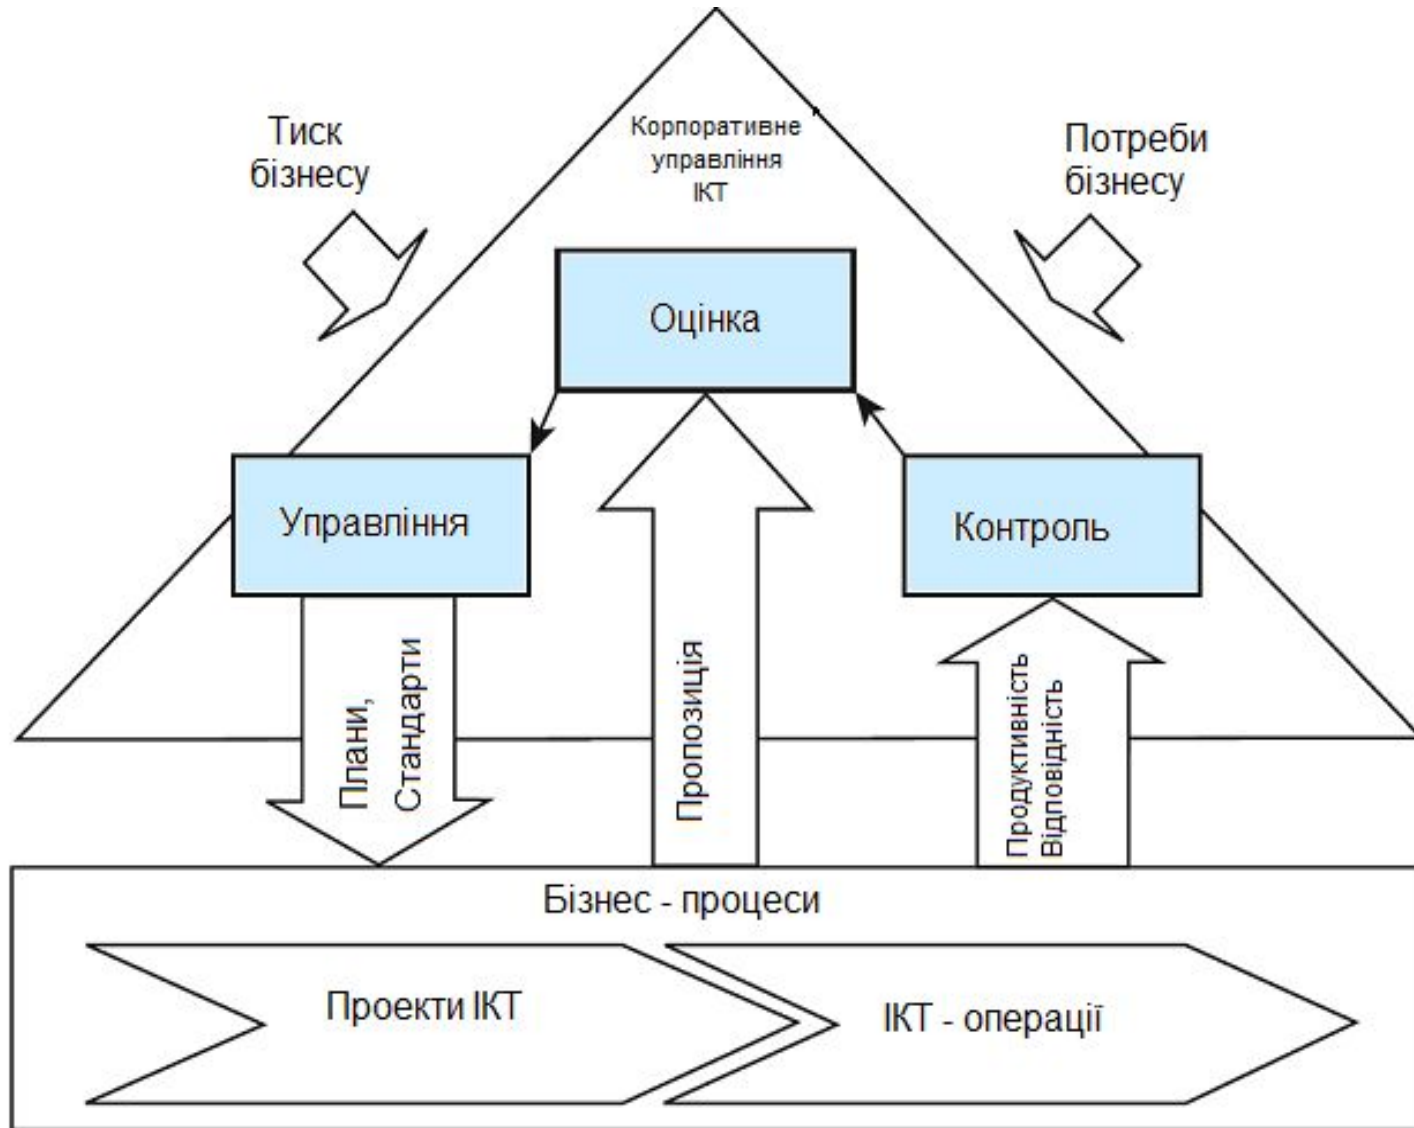 Тиск
бізнесу
Корпоративне
управління
ІКТ
Потреби
бізнесу
Оцінка
Управління
Контроль
Плани,
Стандарти
Пропозиція
Продуктивність
Відповідність
Бізнес - процеси
Проекти ІКТ
ІКТ - операції